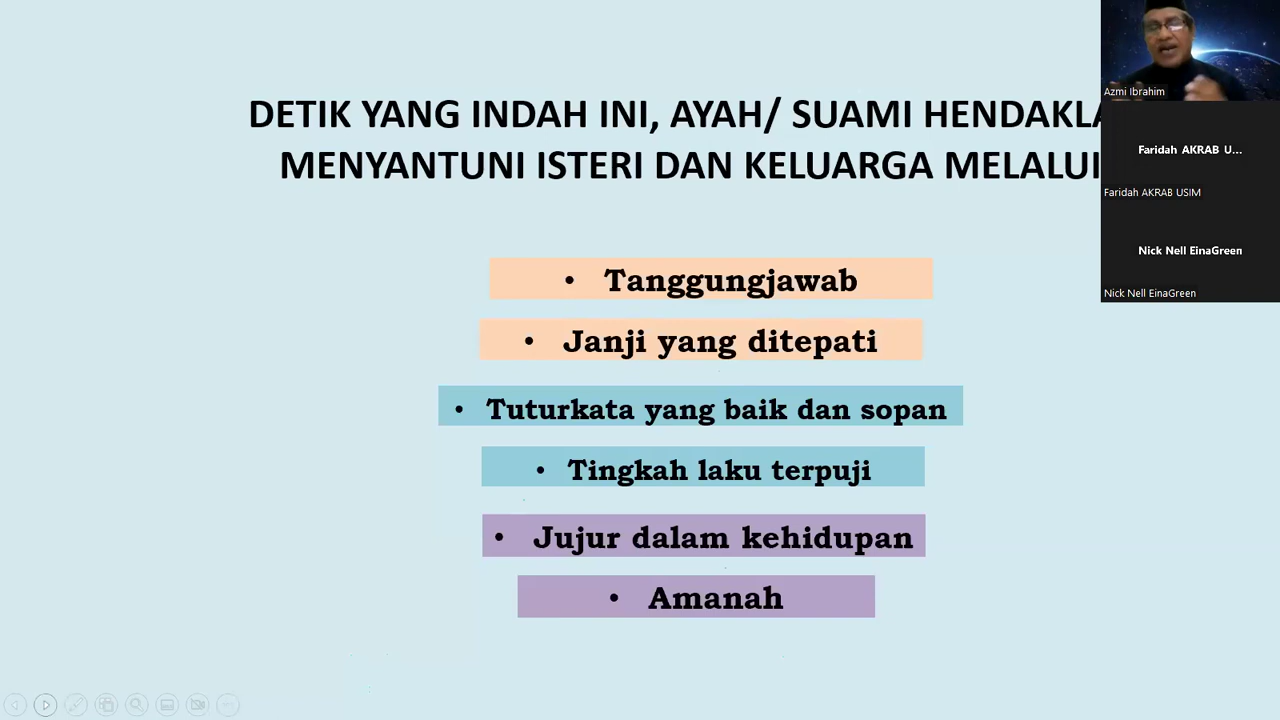 DETIK YANG INDAH INI, AYAH/ SUAMI
MENYANTUNI ISTERI DAN KELUARGA MELALUI
• Tanggungjawab
• Janji yang ditepati
• Tuturkata yang baik dan sopan
• Tingkah laku terpuji
• Jujur dalam kehidupan
• Amanah
Azmi Ibrahim
Faridah AKRAB U...
Faridah AKRAB USIM
Nick Nell EinaGreen
Nick Nell EinaGreen